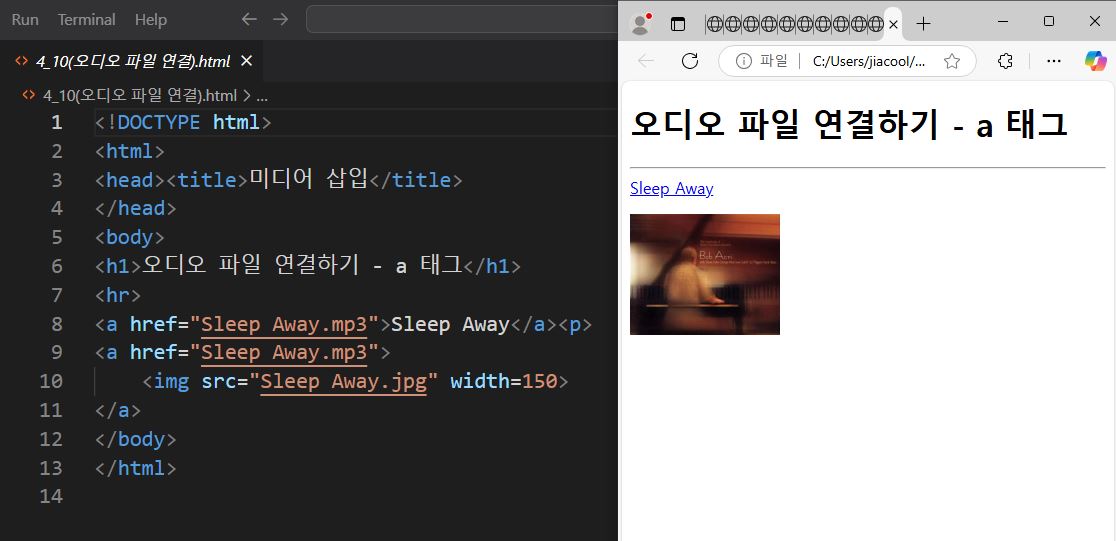 Run Terminal
4_10(오디오 파일 연결).html
4_10(오디오 파일 연결).html > ...
1 <!DOCTYPE html>
2 <html>
3 <head><title>미디어 삽입</title>
4 </head>
5 <body>
6 <h1>오디오 파일 연결하기 - a 태그</h1>
7 <hr>
8 <a href="Sleep Away.mp3">Sleep Away</a><p>
9 <a href="Sleep Away.mp3">
10 <img src="Sleep Away.jpg" width=150>
11 </a>
12 </body>
13 </html>
14
파일 | C:/Users/jiacool/...
오디오 파일 연결하기 - a 태그
Sleep Away
Bob Acri